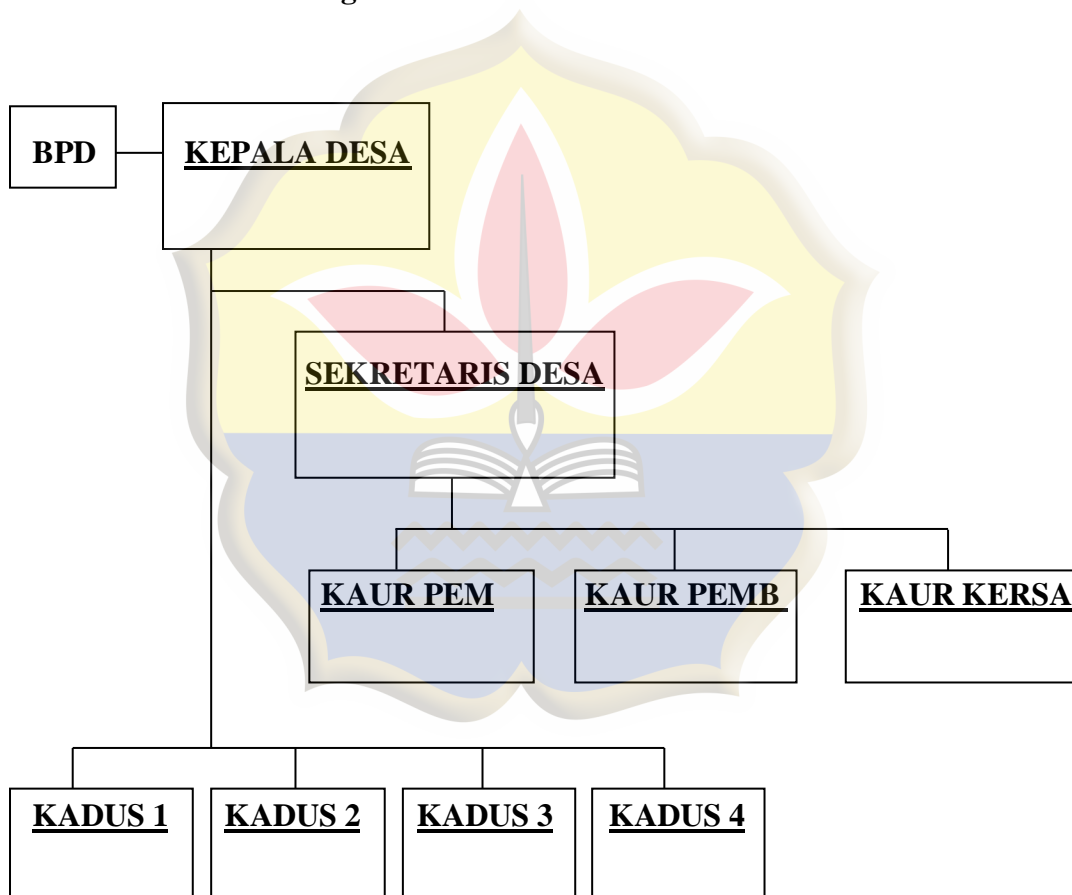 BPD
KEPALA DESA
SEKRETARIS DESA
KAUR PEM
KAUR PEMB
KAUR KERSA
KADUS 1
KADUS 2
KADUS 3
KADUS 4